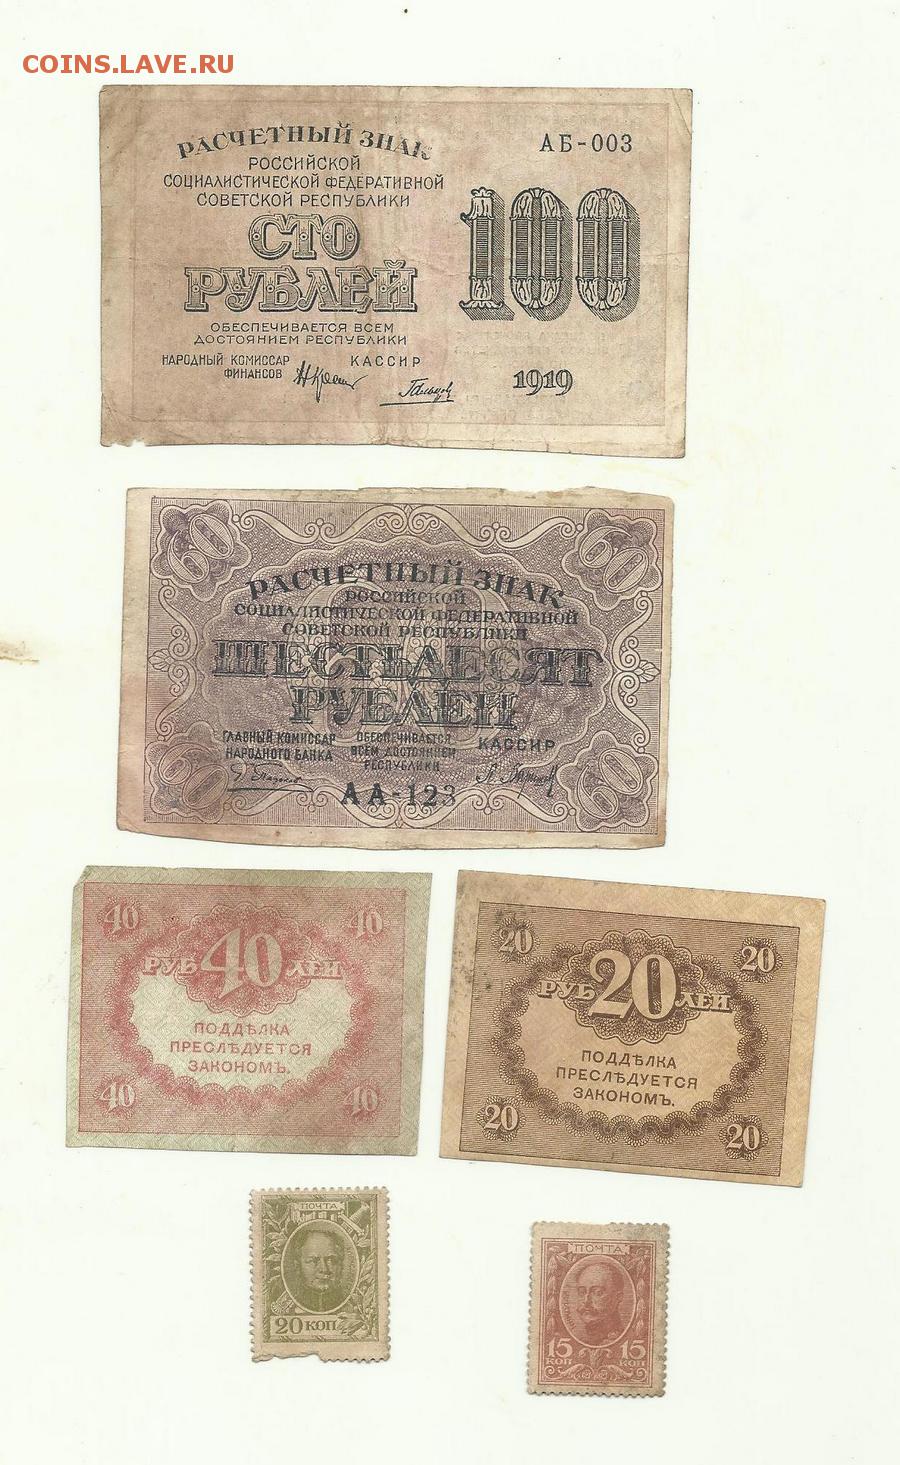 COINS.LAVE.RU
РАСЧЕТНЫЙ ЗНАК
АБ-003
РОССИЙСКОЙ
СОЦИАЛИСТИЧЕСКОЙ ФЕДЕРАТИВНОЙ
СОВЕТСКОЙ РЕСПУБЛИКИ
СТО
РУБЛЕЙ
100
ОБЕСПЕЧИВАЕТСЯ ВСЕМ
ДОСТОЯНИЕМ РЕСПУБЛИКИ
НАРОДНЫЙ КОМИССАР
ФИНАНСОВ
КАССИР
1919
60 60
РАСЧЕТНЫЙ ЗНАК
РОССИЙСКОЙ
СОЦИАЛИСТИЧЕСКОЙ ФЕДЕРАТИВНОЙ
СОВЕТСКОЙ РЕСПУБЛИКИ
ШЕСТЬДЕСЯТ
РУБЛЕЙ
ГЛАВНЫЙ КОМИССАР
НАРОДНОГО БАНКА
ОБЕСПЕЧИВАЕТСЯ
ВСЕМ ДОСТОЯНИЕМ
РЕСПУБЛИКИ
КАССИР
60 60
АА-123
40 40
РУБ 40 ЛЕЙ
ПОДДѢЛКА
ПРЕСЛѢДУЕТСЯ
ЗАКОНОМЪ.
40 40
20 20
РУБ 20 ЛЕЙ
ПОДДѢЛКА
ПРЕСЛѢДУЕТСЯ
ЗАКОНОМЪ.
20 20
ПОЧТА
20 КОП
ПОЧТА
15 15
КОП КОП